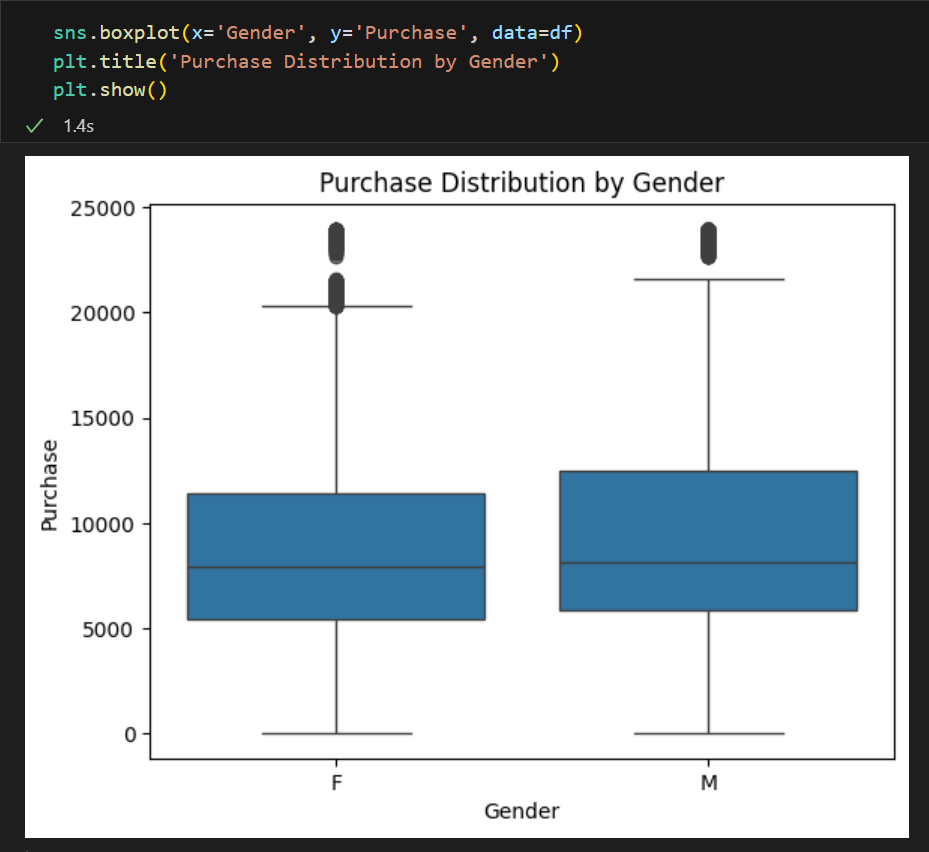 sns.boxplot(x='Gender', y='Purchase', data=df)
plt.title('Purchase Distribution by Gender')
plt.show()
1.4s
Purchase Distribution by Gender
25000
20000
15000
10000
5000
0
Purchase
F M
Gender